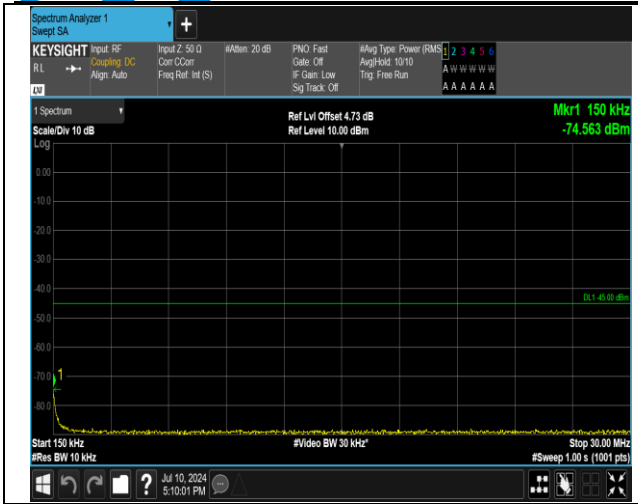 Spectrum Analyzer 1
Swept SA
+
KEYSIGHT
RL
LXI
Input: RF
Coupling: DC
Align: Auto
Input Z: 50 Ω
Corr CCorr
Freq Ref: Int (S)
#Atten: 20 dB
PNO: Fast
Gate: Off
IF Gain: Low
Sig Track: Off
#Avg Type: Power (RMS
Avg|Hold: 10/10
Trig: Free Run
1 2 3 4 5 6
A W W W W W
A A A A A A
1 Spectrum
Scale/Div 10 dB
Log
Ref Lvl Offset 4.73 dB
Ref Level 10.00 dBm
Mkr1 150 kHz
-74.563 dBm
0.00
-10.0
-20.0
-30.0
-40.0
DL1 -45.00 dBm
-50.0
-60.0
-70.0
1
-80.0
Start 150 kHz
#Video BW 30 kHz*
Stop 30.00 MHz
#Res BW 10 kHz
#Sweep 1.00 s (1001 pts)
?
Jul 10, 2024
5:10:01 PM